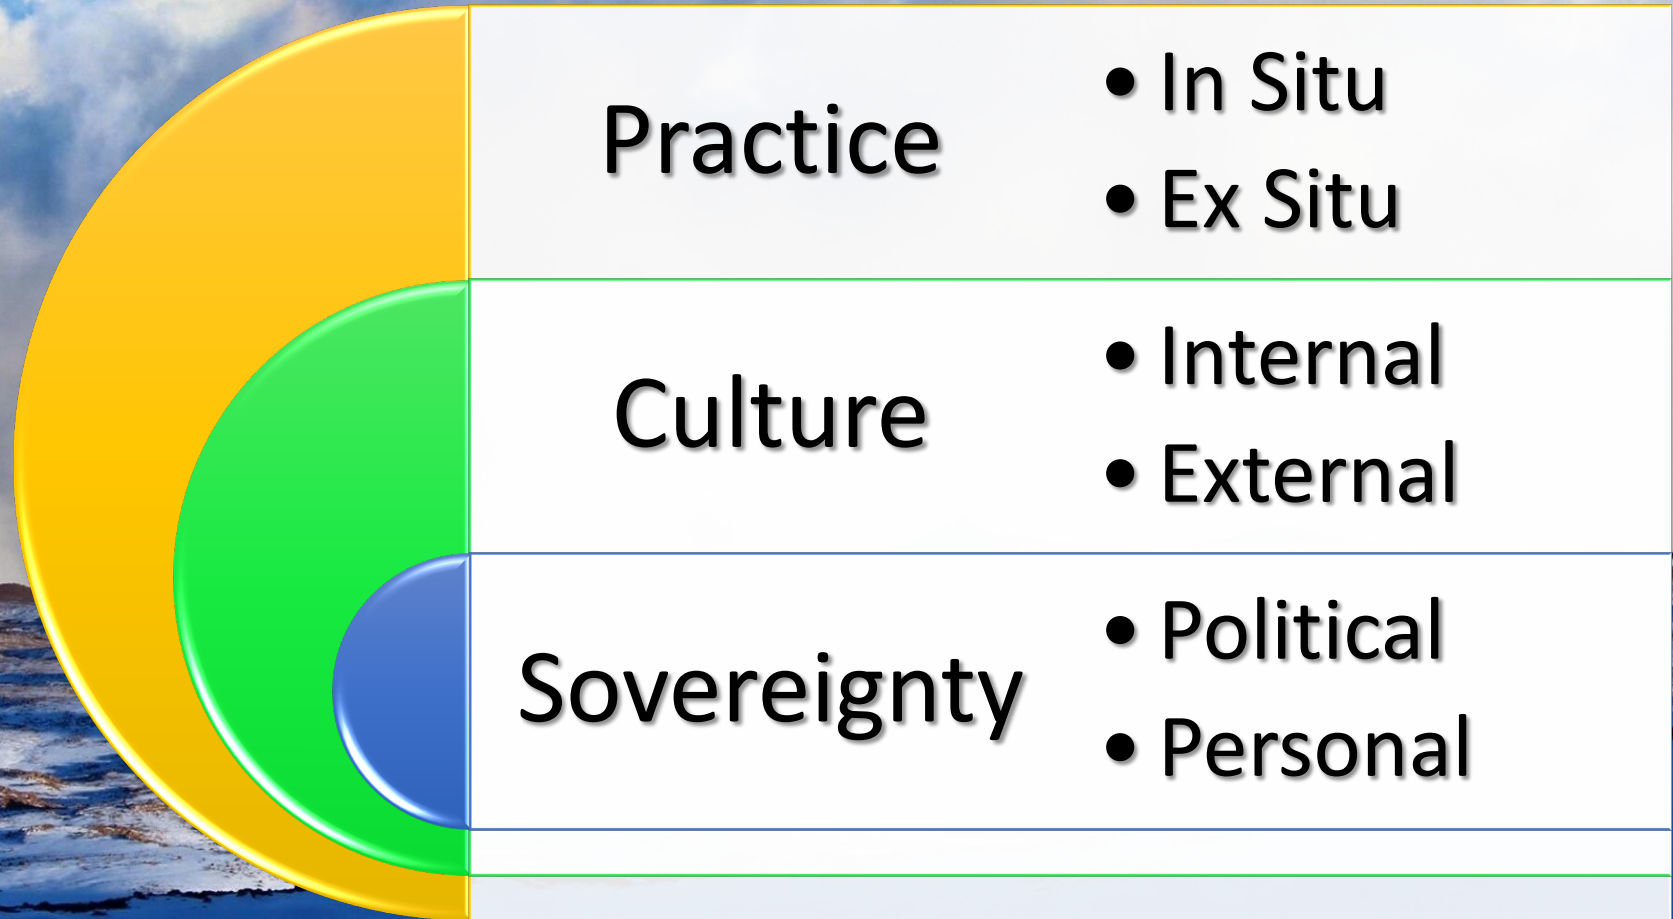 Practice
• In Situ
• Ex Situ
Culture
• Internal
• External
Sovereignty
• Political
• Personal